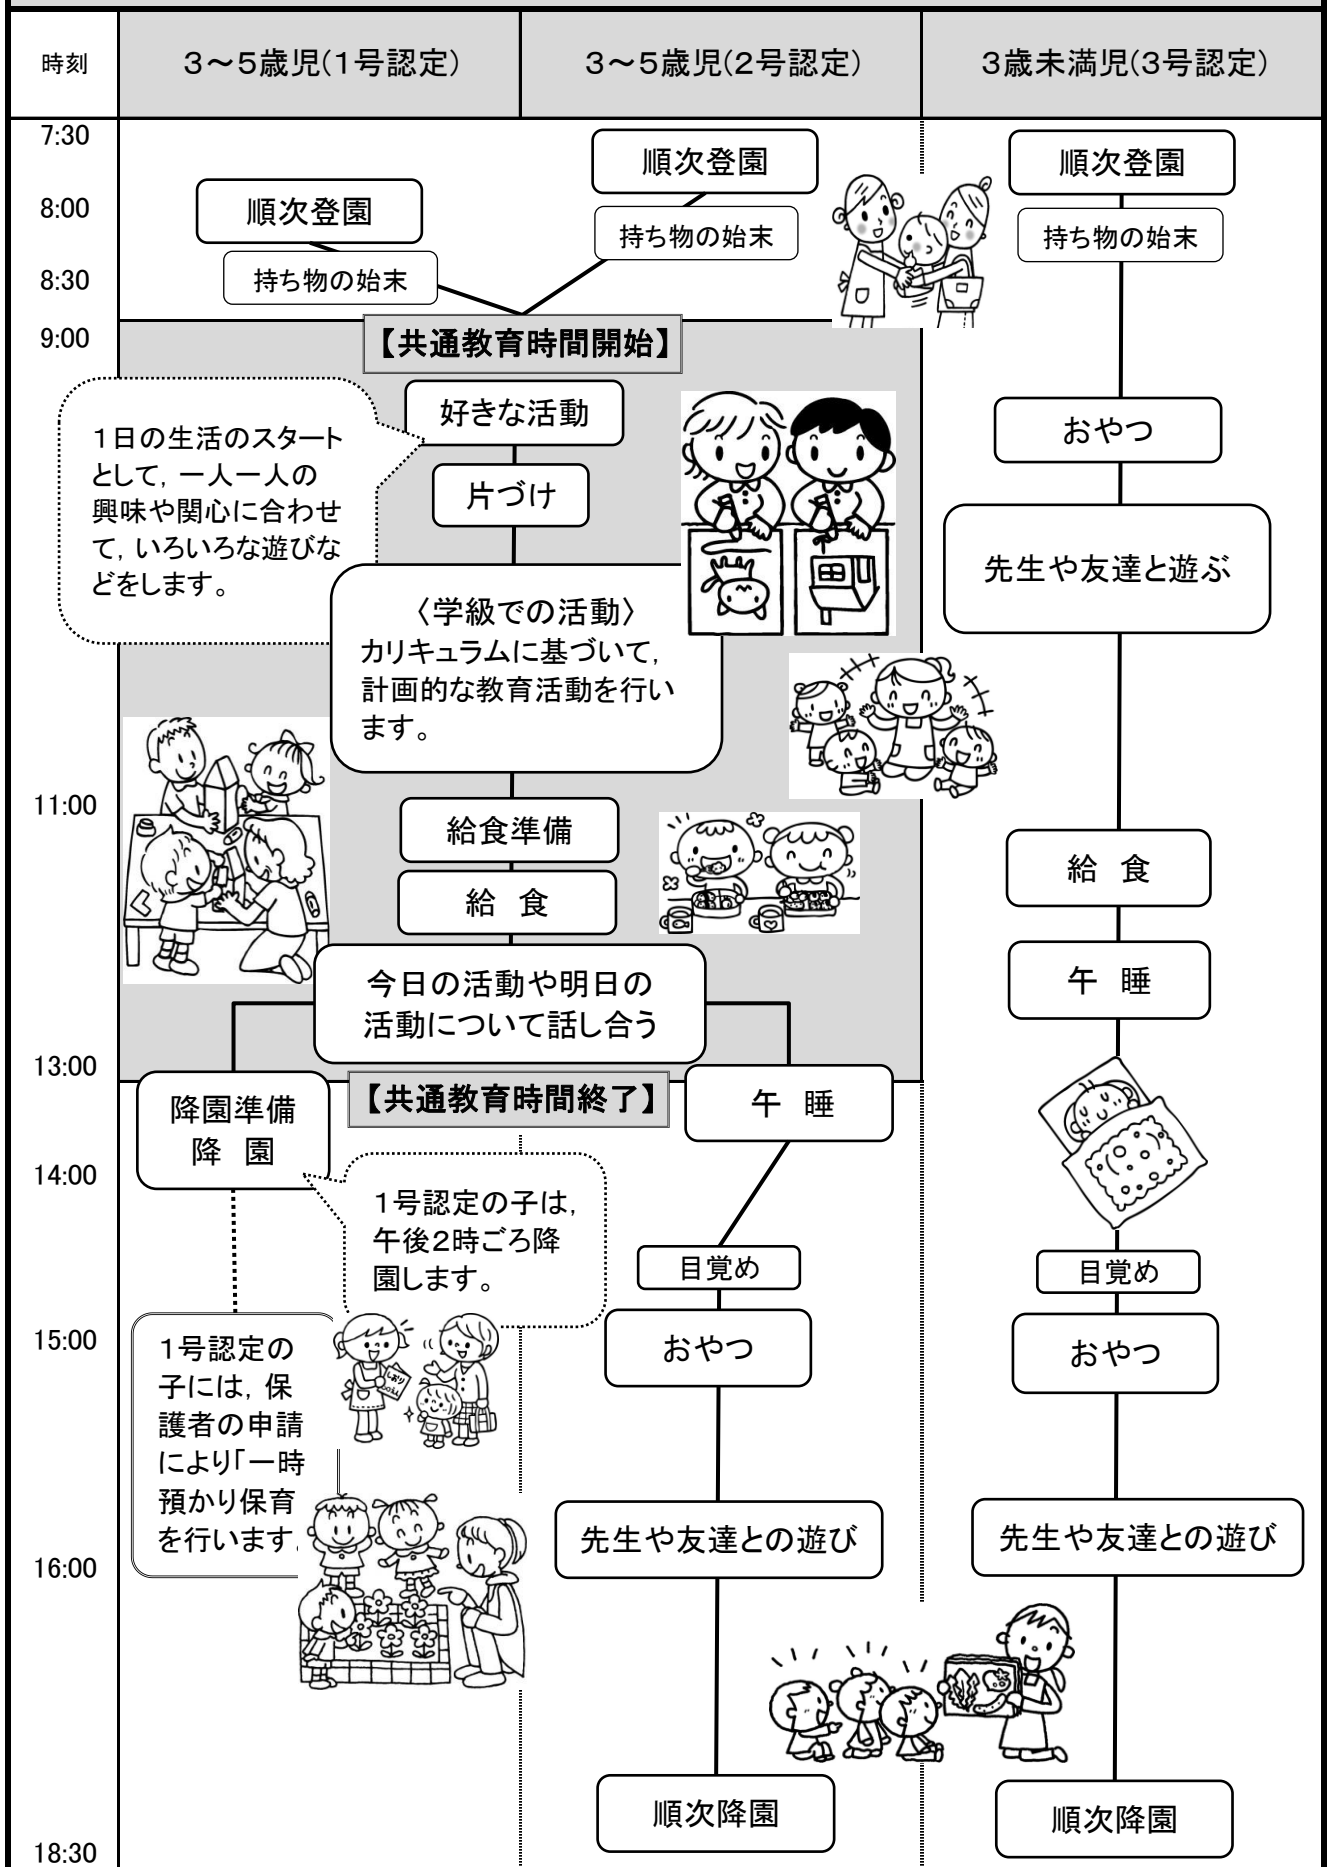 時刻
3～5歳児(1号認定)
3～5歳児(2号認定)
3歳未満児(3号認定)
7:30
順次登園
順次登園
8:00
順次登園
持ち物の始末
持ち物の始末
8:30
持ち物の始末
9:00
【共通教育時間開始】
好きな活動
1日の生活のスタート
として，一人一人の
興味や関心に合わせ
て，いろいろな遊びな
どをします。
おやつ
片づけ
先生や友達と遊ぶ
〈学級での活動〉
カリキュラムに基づいて，
計画的な教育活動を行い
ます。
11:00
給食準備
給　食
給　食
今日の活動や明日の
活動について話し合う
午　睡
13:00
【共通教育時間終了】
降園準備
降　園
午　睡
14:00
1号認定の子は，
午後2時ごろ降
園します。
目覚め
目覚め
15:00
おやつ
おやつ
1号認定の
子には，保
護者の申請
により「一時
預かり保育
を行います
しおり
先生や友達との遊び
先生や友達との遊び
16:00
順次降園
順次降園
18:30